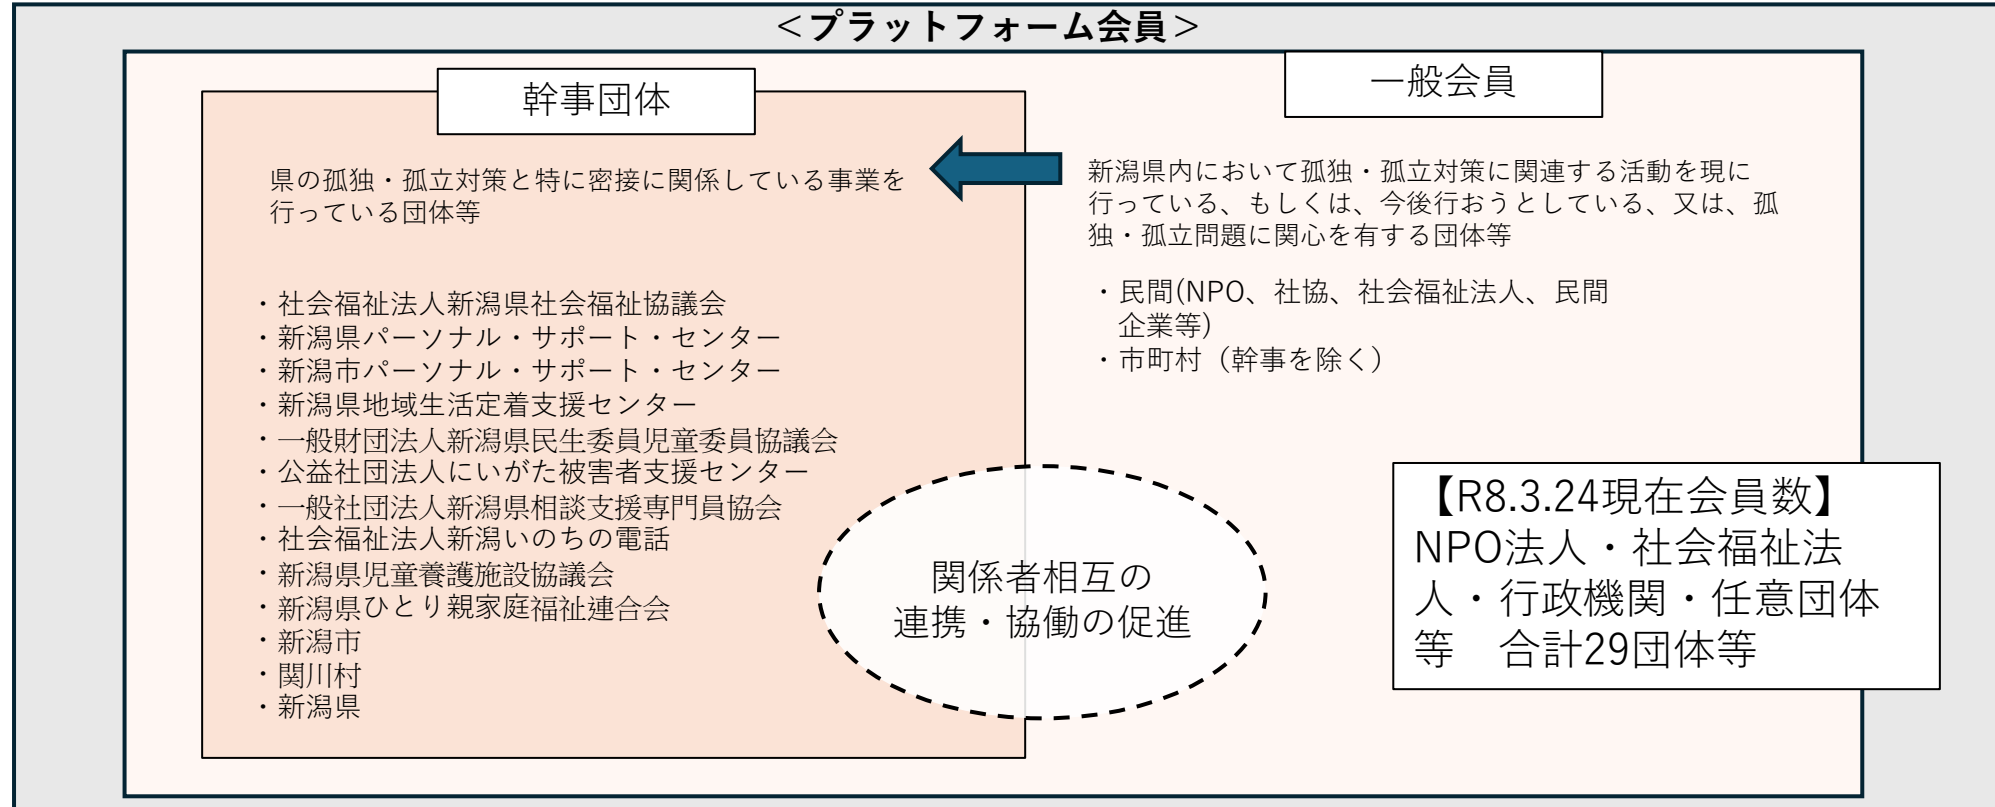 ＜プラットフォーム会員＞
幹事団体
県の孤独・孤立対策と特に密接に関係している事業を
行っている団体等
・社会福祉法人新潟県社会福祉協議会
・新潟県パーソナル・サポート・センター
・新潟市パーソナル・サポート・センター
・新潟県地域生活定着支援センター
・一般財団法人新潟県民生委員児童委員協議会
・公益社団法人にいがた被害者支援センター
・一般社団法人新潟県相談支援専門員協会
・社会福祉法人新潟いのちの電話
・新潟県児童養護施設協議会
・新潟県ひとり親家庭福祉連合会
・新潟市
・関川村
・新潟県
一般会員
新潟県内において孤独・孤立対策に関連する活動を現に
行っている、もしくは、今後行おうとしている、又は、孤
独・孤立問題に関心を有する団体等
・民間(NPO、社協、社会福祉法人、民間
企業等)
・市町村（幹事を除く）
関係者相互の
連携・協働の促進
【R8.3.24現在会員数】
NPO法人・社会福祉法
人・行政機関・任意団体
等　合計29団体等